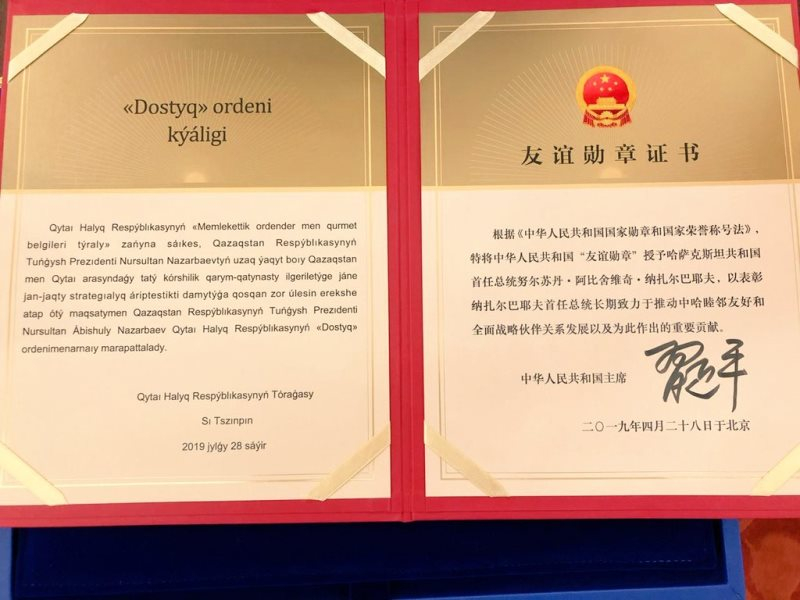 «Dostyq» ordeni
kýáligi
Qytaı Halyq Respýblıkasynyń «Memlekettik ordender men qurmet
belgileri týraly» zańyna sáıkes, Qazaqstan Respýblıkasynyń
Tuńǵysh Prezıdenti Nursultan Nazarbaevtyń uzaq ýaqyt boıy Qazaqstan
men Qytaı arasyndaǵy tatý kórshilik qarym-qatynasty ilgeriletýge jáne
jan-jaqty strategıalyq áriptestikti damytýǵa qosqan zor úlesin erekshe
atap ótý maqsatymen Qazaqstan Respýblıkasynyń Tuńǵysh Prezıdenti
Nursultan Ábishuly Nazarbaev Qytaı Halyq Respýblıkasynyń «Dostyq»
ordenimenarnaıy marapattalady.
Qytaı Halyq Respýblıkasynyń Tóraǵasy
Sı Tszınpın
2019 jylǵy 28 sáýir
友谊勋章证书
根据《中华人民共和国国家勋章和国家荣誉称号法》，
特将中华人民共和国“友谊勋章”授予哈萨克斯坦共和国
首任总统努尔苏丹·阿比舍维奇·纳扎尔巴耶夫，以表彰
纳扎尔巴耶夫首任总统长期致力于推动中哈睦邻友好和
全面战略伙伴关系发展以及为此作出的重要贡献。
中华人民共和国主席 习近平
二〇一九年四月二十八日于北京